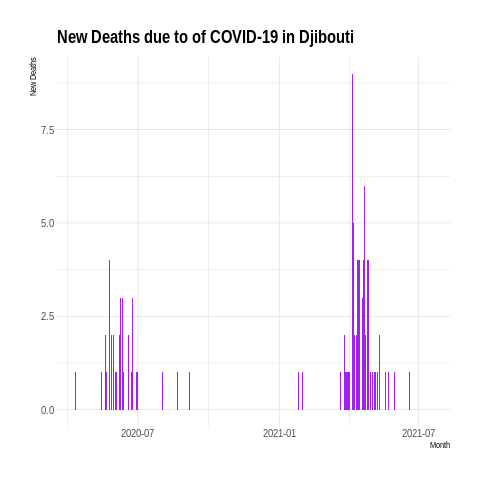 New Deaths due to of COVID-19 in Djibouti
New Deaths
7.5
5.0
2.5
0.0
2020-07
2021-01
2021-07
Month